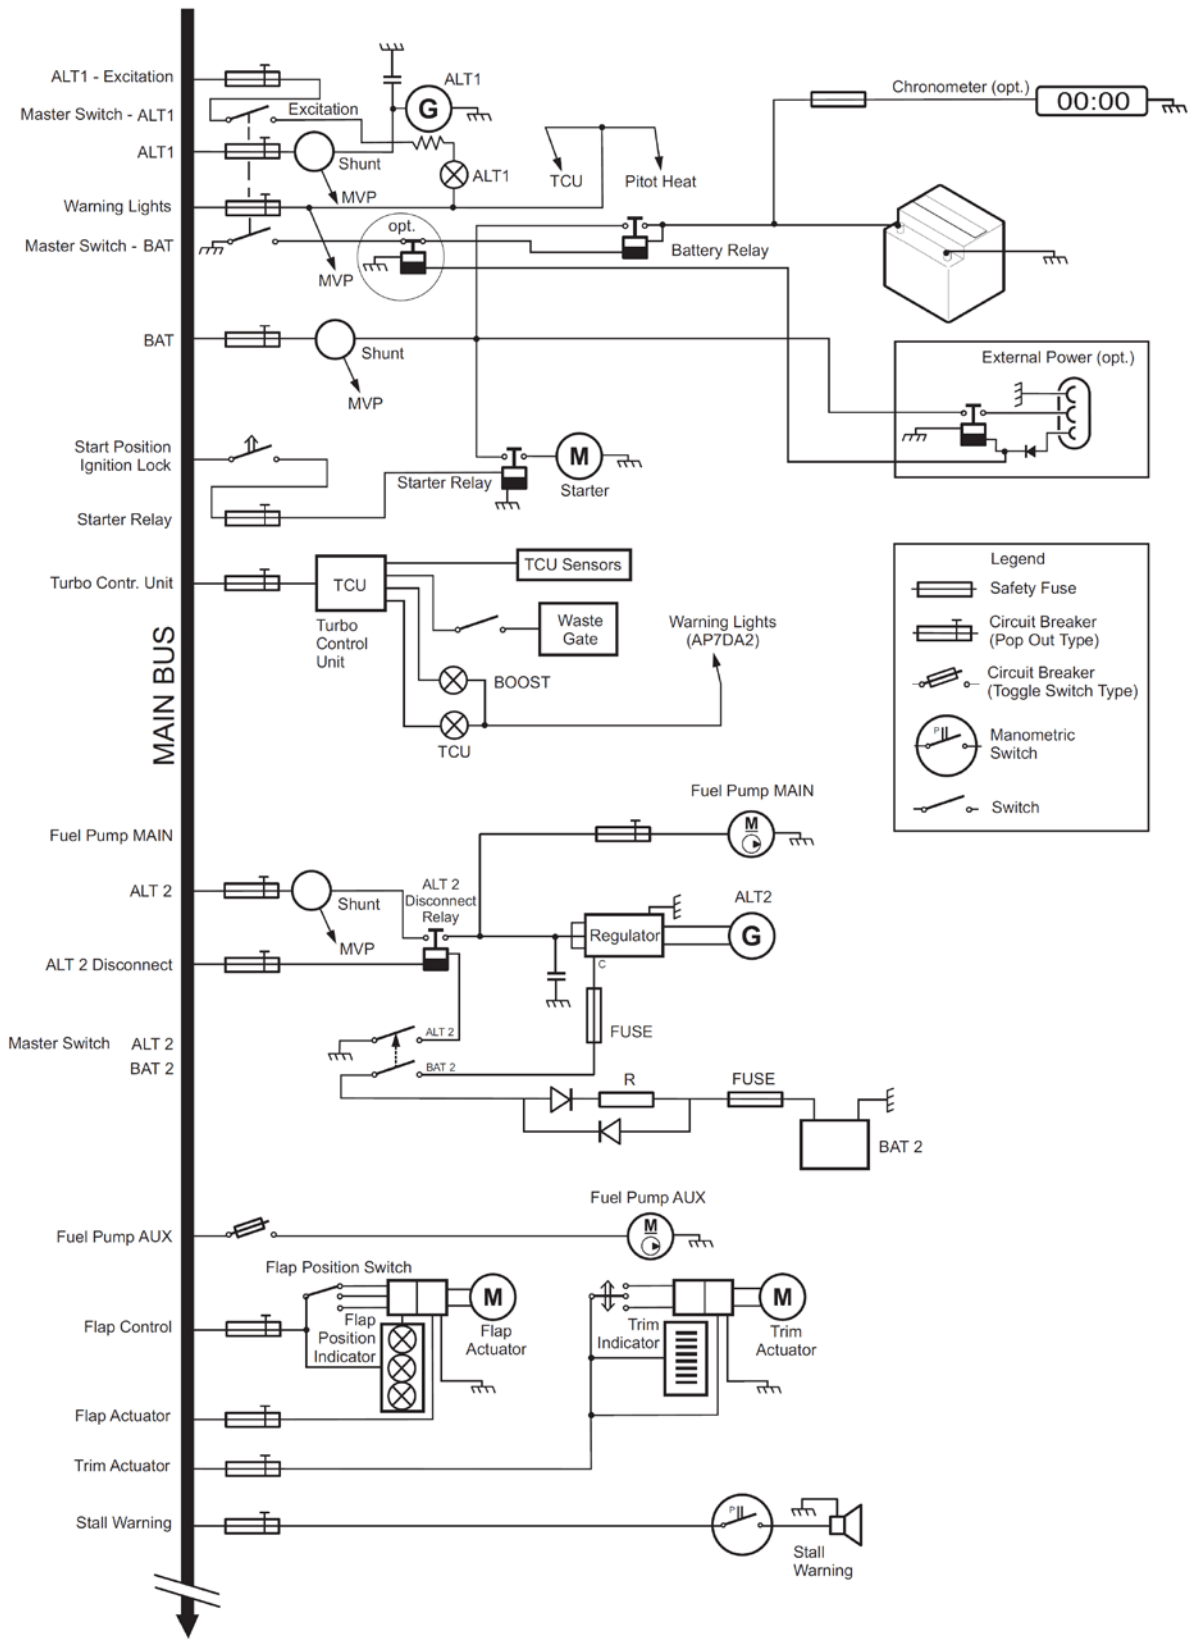 ALT1 - Excitation
Master Switch - ALT1
Excitation
ALT1
G
Chronometer (opt.)
00:00
ALT1
Shunt
MVP
ALT1
TCU
Pitot Heat
Warning Lights
Master Switch - BAT
opt.
MVP
Battery Relay
BAT
Shunt
MVP
External Power (opt.)
Start Position
Ignition Lock
Starter Relay
M
Starter
Starter Relay
Turbo Contr. Unit
TCU
Turbo
Control
Unit
TCU Sensors
Waste
Gate
BOOST
TCU
Warning Lights
(AP7DA2)
Legend
Safety Fuse
Circuit Breaker
(Pop Out Type)
Circuit Breaker
(Toggle Switch Type)
P
Manometric
Switch
Switch
MAIN BUS
Fuel Pump MAIN
Fuel Pump MAIN
M
ALT 2
Shunt
MVP
ALT 2
Disconnect
Relay
Regulator
C
ALT2
G
ALT 2 Disconnect
FUSE
Master Switch ALT 2
BAT 2
ALT 2
BAT 2
R
FUSE
BAT 2
Fuel Pump AUX
Fuel Pump AUX
M
Flap Position Switch
Flap Control
Flap
Position
Indicator
M
Flap
Actuator
Trim
Indicator
M
Trim
Actuator
Flap Actuator
Trim Actuator
Stall Warning
P
Stall
Warning